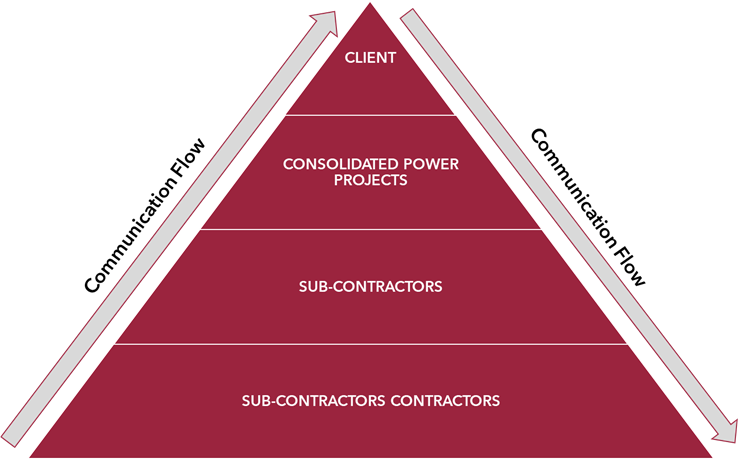 CLIENT
Communication Flow
Communication Flow
CONSOLIDATED POWER
PROJECTS
SUB-CONTRACTORS
SUB-CONTRACTORS CONTRACTORS